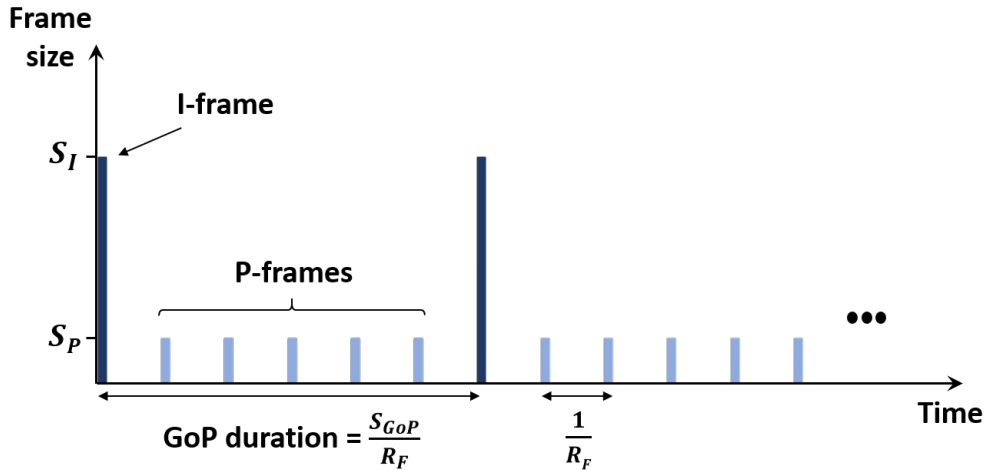 Frame
size
I-frame
S_I
P-frames
S_P
Time
GoP duration = S_GoP / R_F
1 / R_F